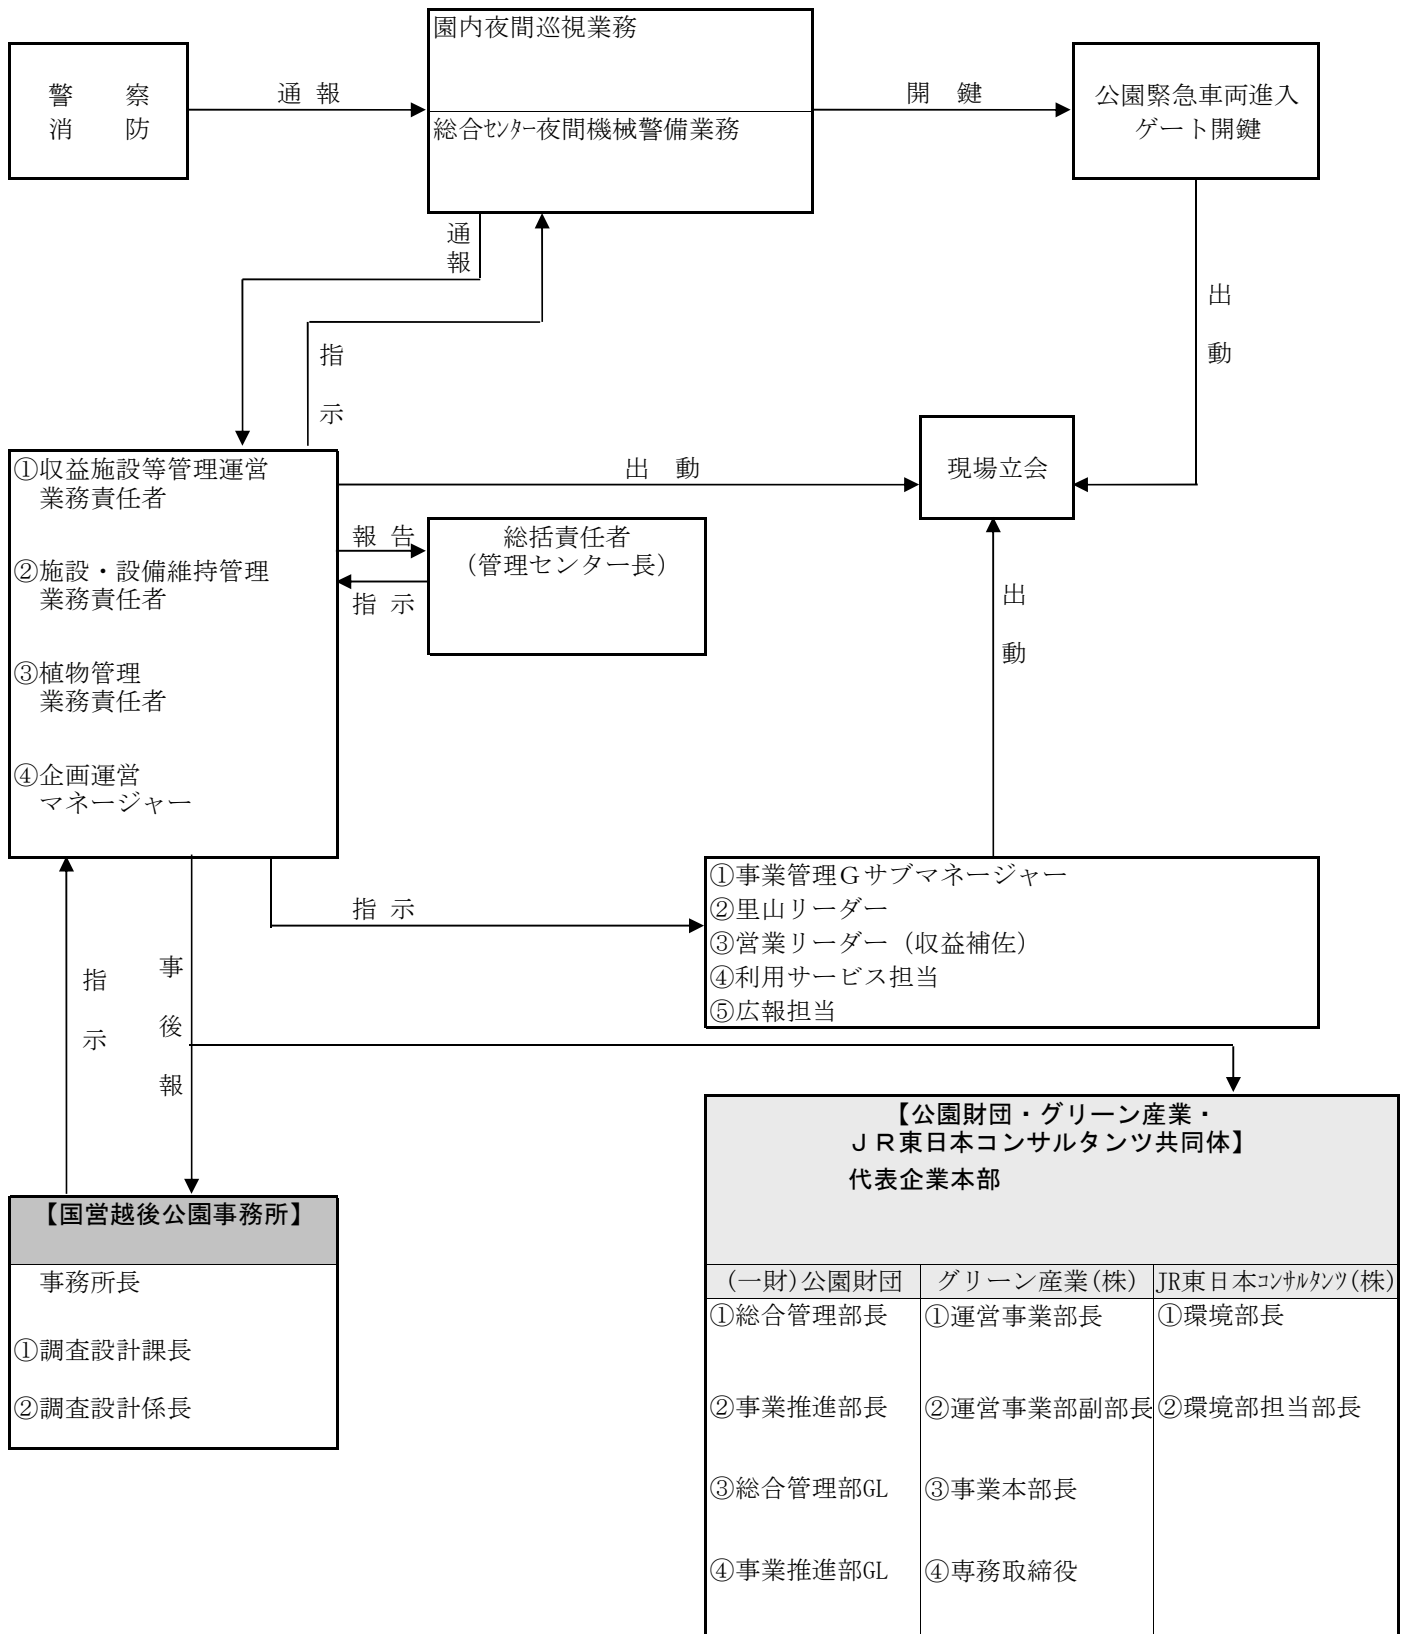 園内夜間巡視業務
警 察
消 防
通 報
総合ｾﾝﾀｰ夜間機械警備業務
開 鍵
公園緊急車両進入
ゲート開鍵
通
報
指
示
出
動
①収益施設等管理運営
業務責任者
②施設・設備維持管理
業務責任者
③植物管理
業務責任者
④企画運営
マネージャー
出 動
現場立会
報 告
指 示
総括責任者
（管理センター長）
出
動
指 示
①事業管理Ｇサブマネージャー
②里山リーダー
③営業リーダー（収益補佐）
④利用サービス担当
⑤広報担当
指
示
事
後
報
【国営越後公園事務所】
事務所長
①調査設計課長
②調査設計係長
【公園財団・グリーン産業・
ＪＲ東日本コンサルタンツ共同体】
代表企業本部
(一財)公園財団 グリーン産業(株) JR東日本ｺﾝｻﾙﾀﾝﾂ(株)
①総合管理部長 ①運営事業部長 ①環境部長
②事業推進部長 ②運営事業部副部長 ②環境部担当部長
③総合管理部GL ③事業本部長
④事業推進部GL ④専務取締役